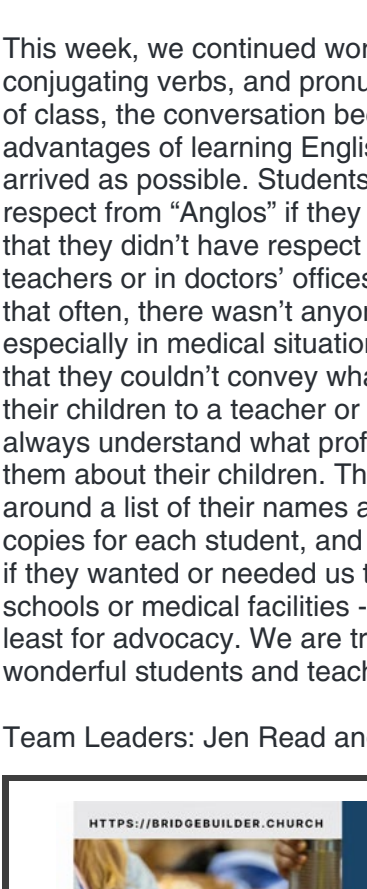 This week, we continued wor
conjugating verbs, and pronu
of class, the conversation be
advantages of learning Englis
arrived as possible. Students
respect from “Anglos” if they
that they didn’t have respect
teachers or in doctors’ offices
that often, there wasn’t anyo
especially in medical situation
that they couldn’t convey wha
their children to a teacher or
always understand what prof
them about their children. Th
around a list of their names a
copies for each student, and
if they wanted or needed us t
schools or medical facilities -
least for advocacy. We are tr
wonderful students and teach
Team Leaders: Jen Read an
HTTPS://BRIDGEBUILDER.CHURCH